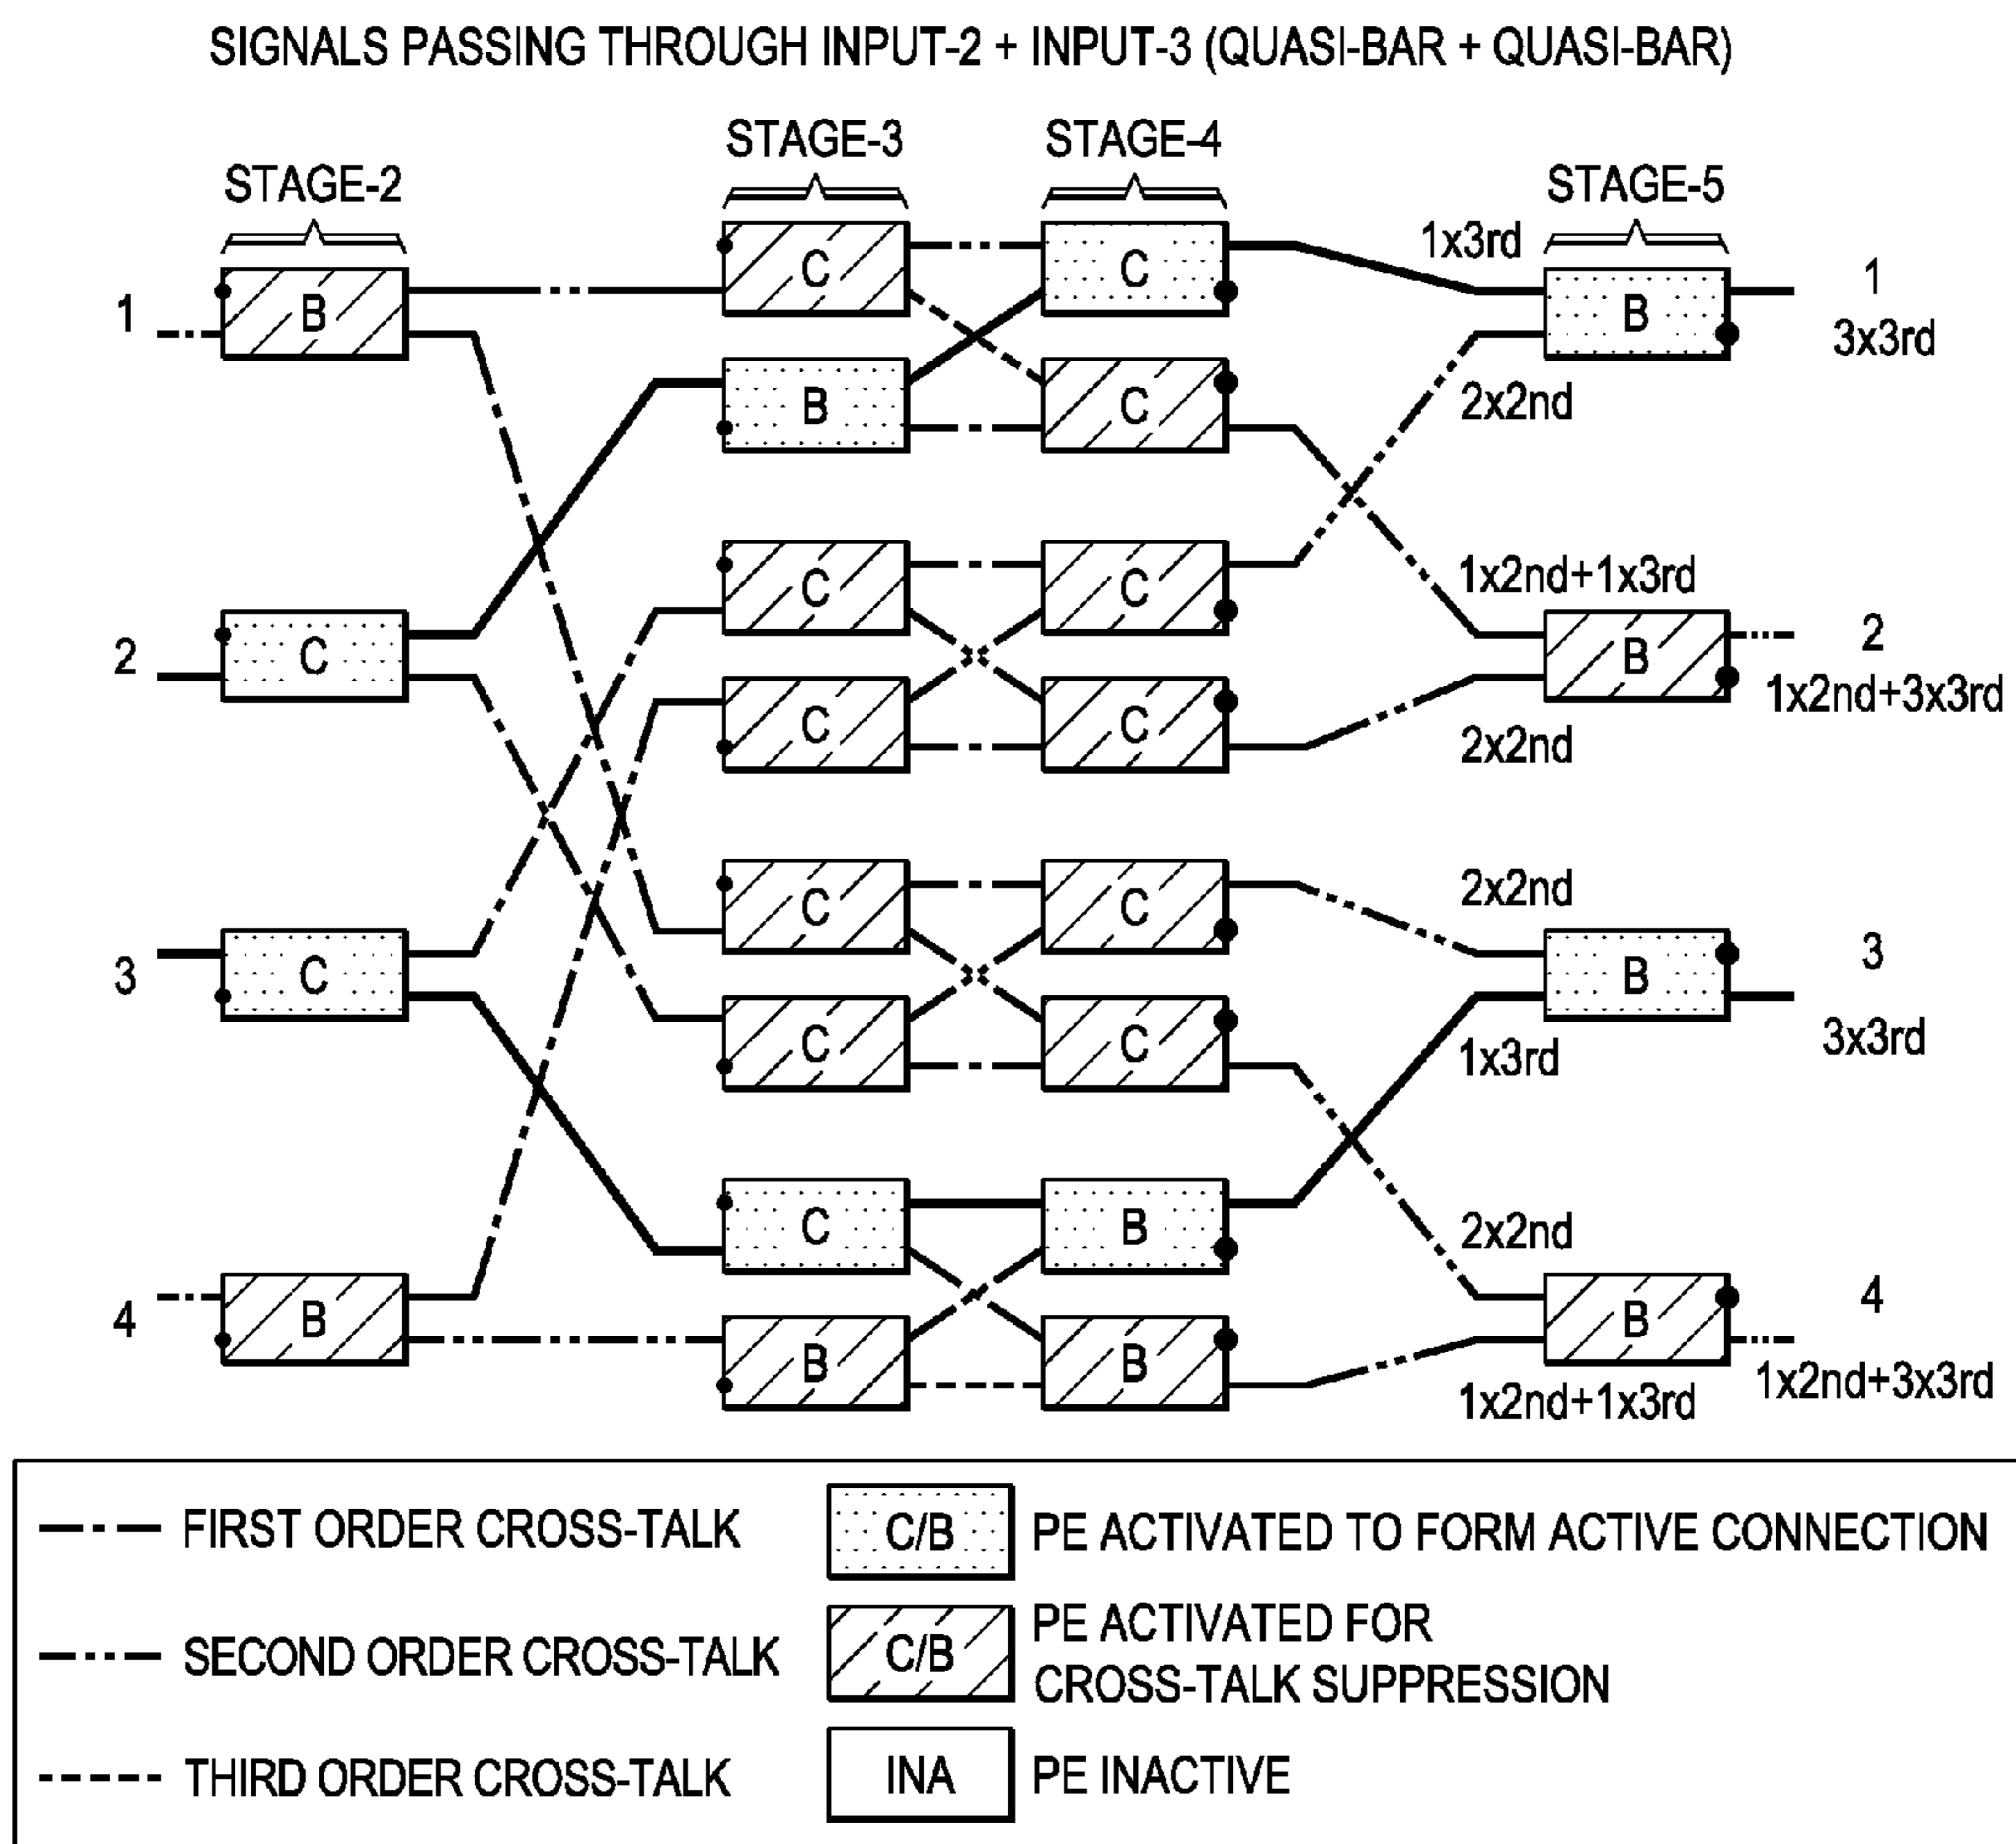 SIGNALS PASSING THROUGH INPUT-2 + INPUT-3 (QUASI-BAR + QUASI-BAR)
STAGE-2
STAGE-3
STAGE-4
STAGE-5
1
B
C
C
1x3rd
B
1
3x3rd
B
C
2x2nd
2
C
C
C
1x2nd+1x3rd
B
2
1x2nd+3x3rd
C
C
2x2nd
3
C
C
C
2x2nd
B
3
3x3rd
C
C
1x3rd
4
B
C
B
2x2nd
B
4
1x2nd+3x3rd
B
B
1x2nd+1x3rd
FIRST ORDER CROSS-TALK
C/B
PE ACTIVATED TO FORM ACTIVE CONNECTION
SECOND ORDER CROSS-TALK
C/B
PE ACTIVATED FOR
CROSS-TALK SUPPRESSION
THIRD ORDER CROSS-TALK
INA
PE INACTIVE